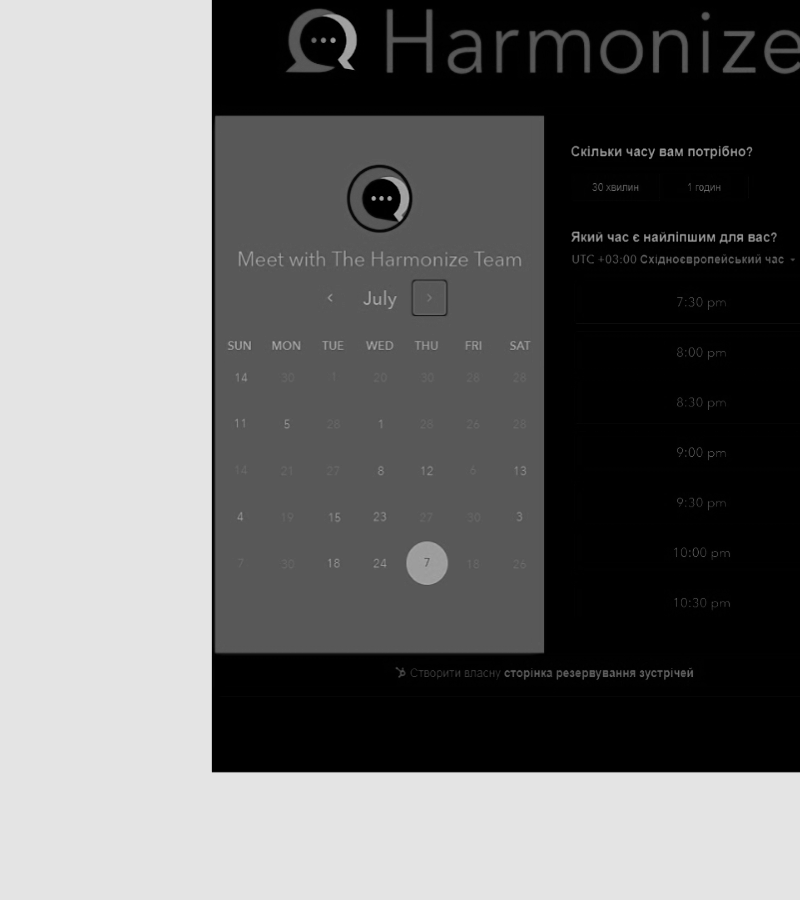 Harmonize
Meet with The Harmonize Team
July
SUN MON TUE WED THU FRI SAT
14 30 1 20 30 28 28
11 5 28 1 28 26 28
14 21 27 8 12 6 13
4 19 15 23 27 30 3
7 30 18 24 7 18 26
Скільки часу вам потрібно?
30 хвилин 1 годин
Який час є найліпшим для вас?
UTC +03:00 Східноєвропейський час
7:30 pm
8:00 pm
8:30 pm
9:00 pm
9:30 pm
10:00 pm
10:30 pm
Створити власну сторінка резервування зустрічей